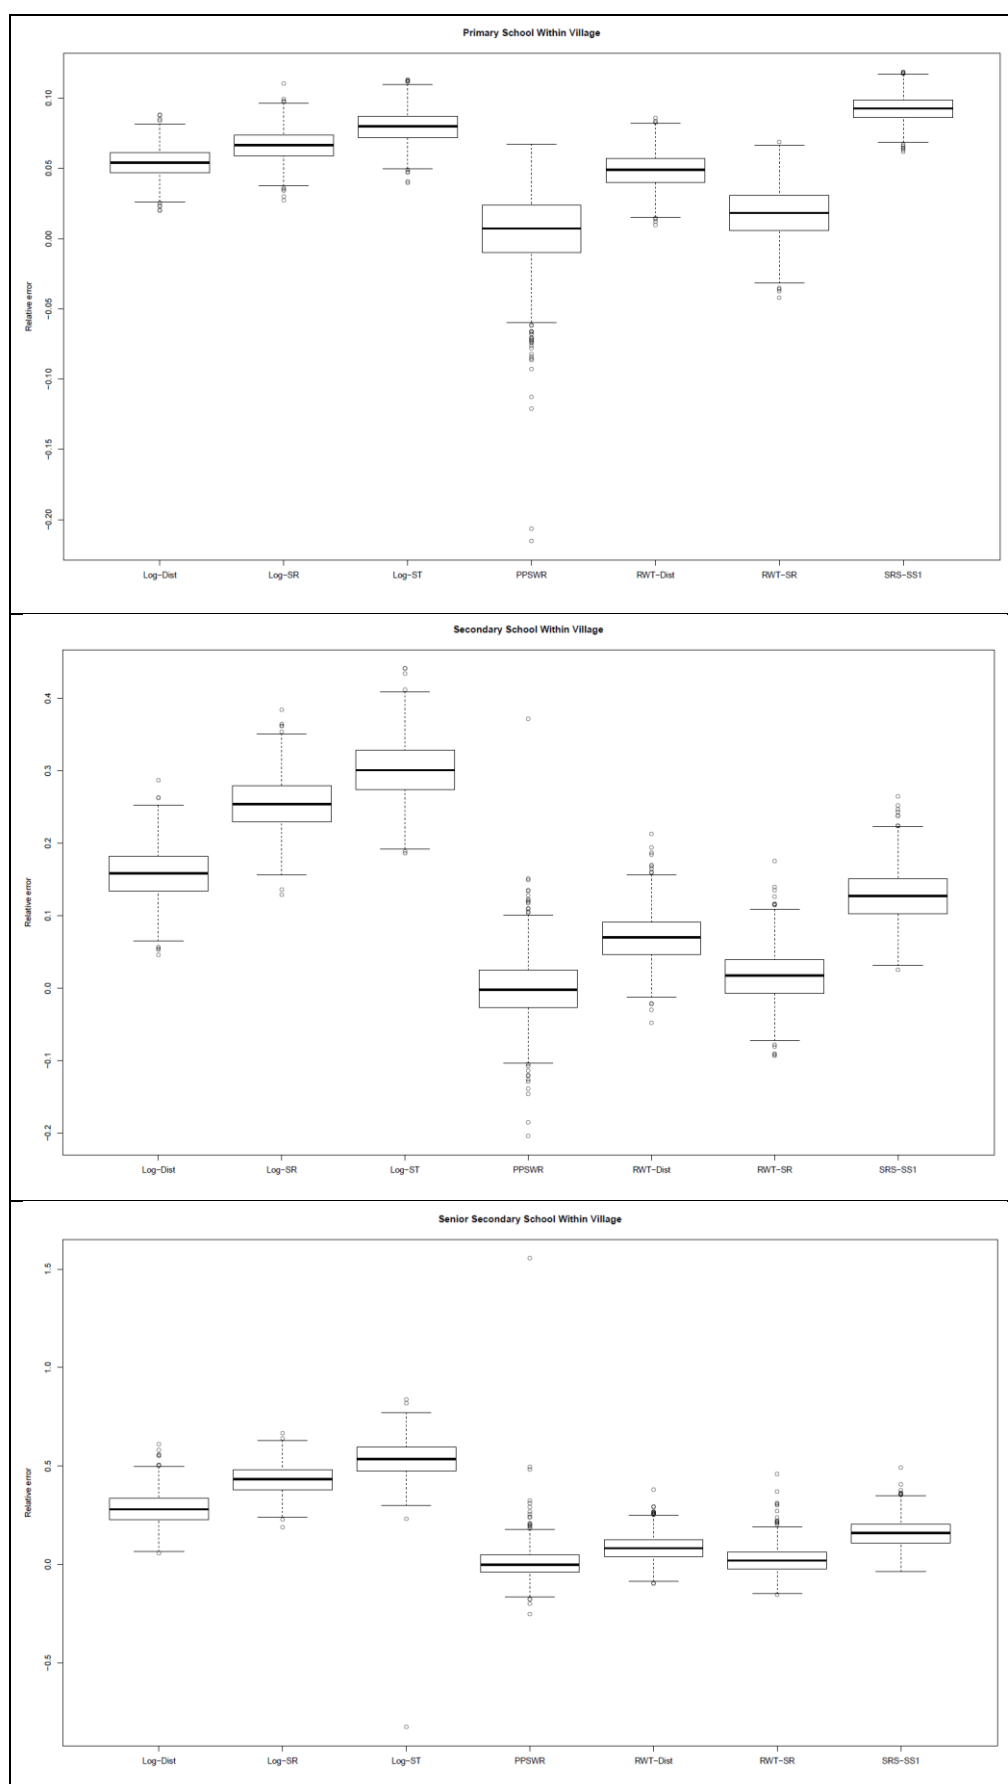 Primary School Within Village
Relative error
0.10
0.05
0.00
−0.05
−0.10
−0.15
−0.20
Log−Dist Log−SR Log−ST PPSWR RWT−Dist RWT−SR SRS−SS1
Secondary School Within Village
Relative error
0.4
0.3
0.2
0.1
0.0
−0.1
−0.2
Log−Dist Log−SR Log−ST PPSWR RWT−Dist RWT−SR SRS−SS1
Senior Secondary School Within Village
Relative error
1.5
1.0
0.5
0.0
−0.5
Log−Dist Log−SR Log−ST PPSWR RWT−Dist RWT−SR SRS−SS1